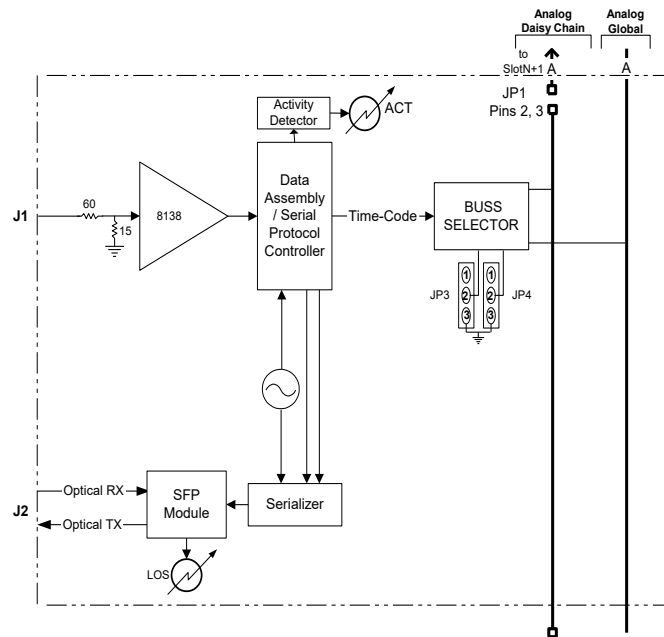 Analog
Daisy Chain
Analog
Global
to
SlotN+1
A
A
JP1
Pins 2, 3
Activity
Detector
ACT
J1
60
15
8138
Data
Assembly
/ Serial
Protocol
Controller
Time-Code
BUSS
SELECTOR
JP3
1
2
3
1
2
3
JP4
J2
Optical RX
Optical TX
SFP
Module
Serializer
LOS